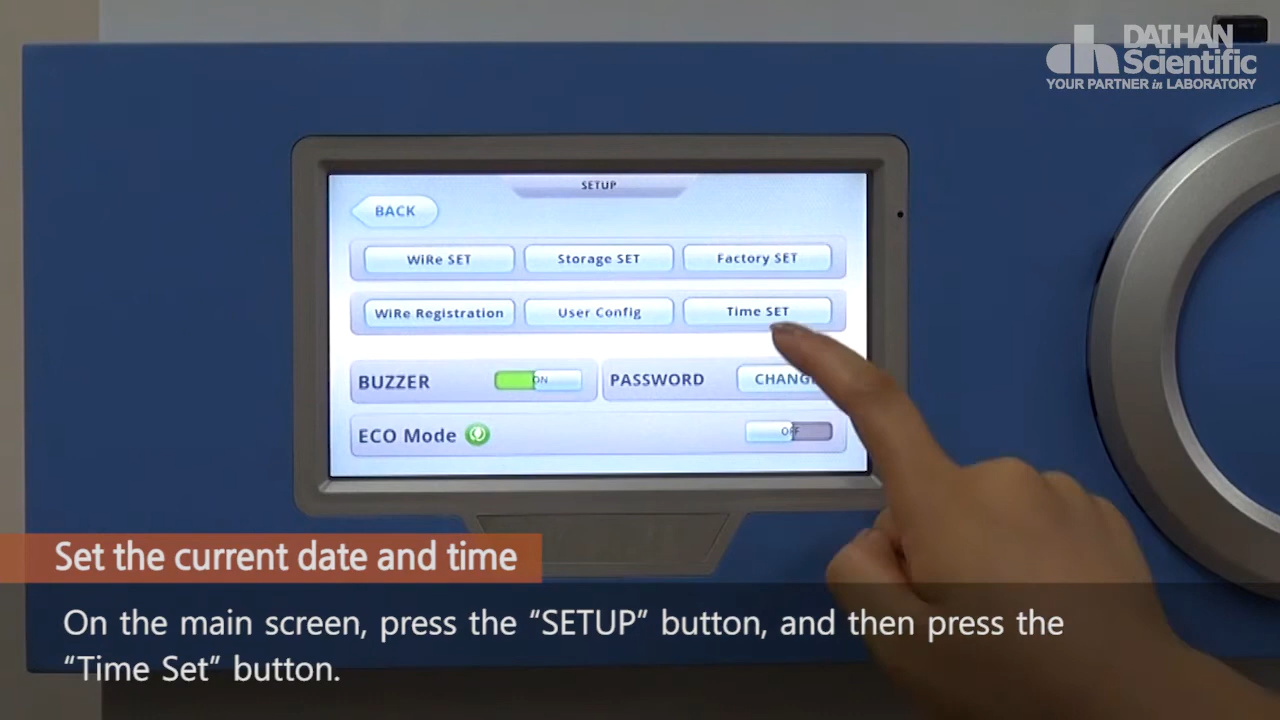 DAIHAN
Scientific
YOUR PARTNER in LABORATORY
SETUP
BACK
WiRe SET
Storage SET
Factory SET
WiRe Registration
User Config
Time SET
BUZZER
ON
PASSWORD
CHANG
ECO Mode
OFF
Set the current date and time
On the main screen, press the “SETUP” button, and then press the
“Time Set” button.